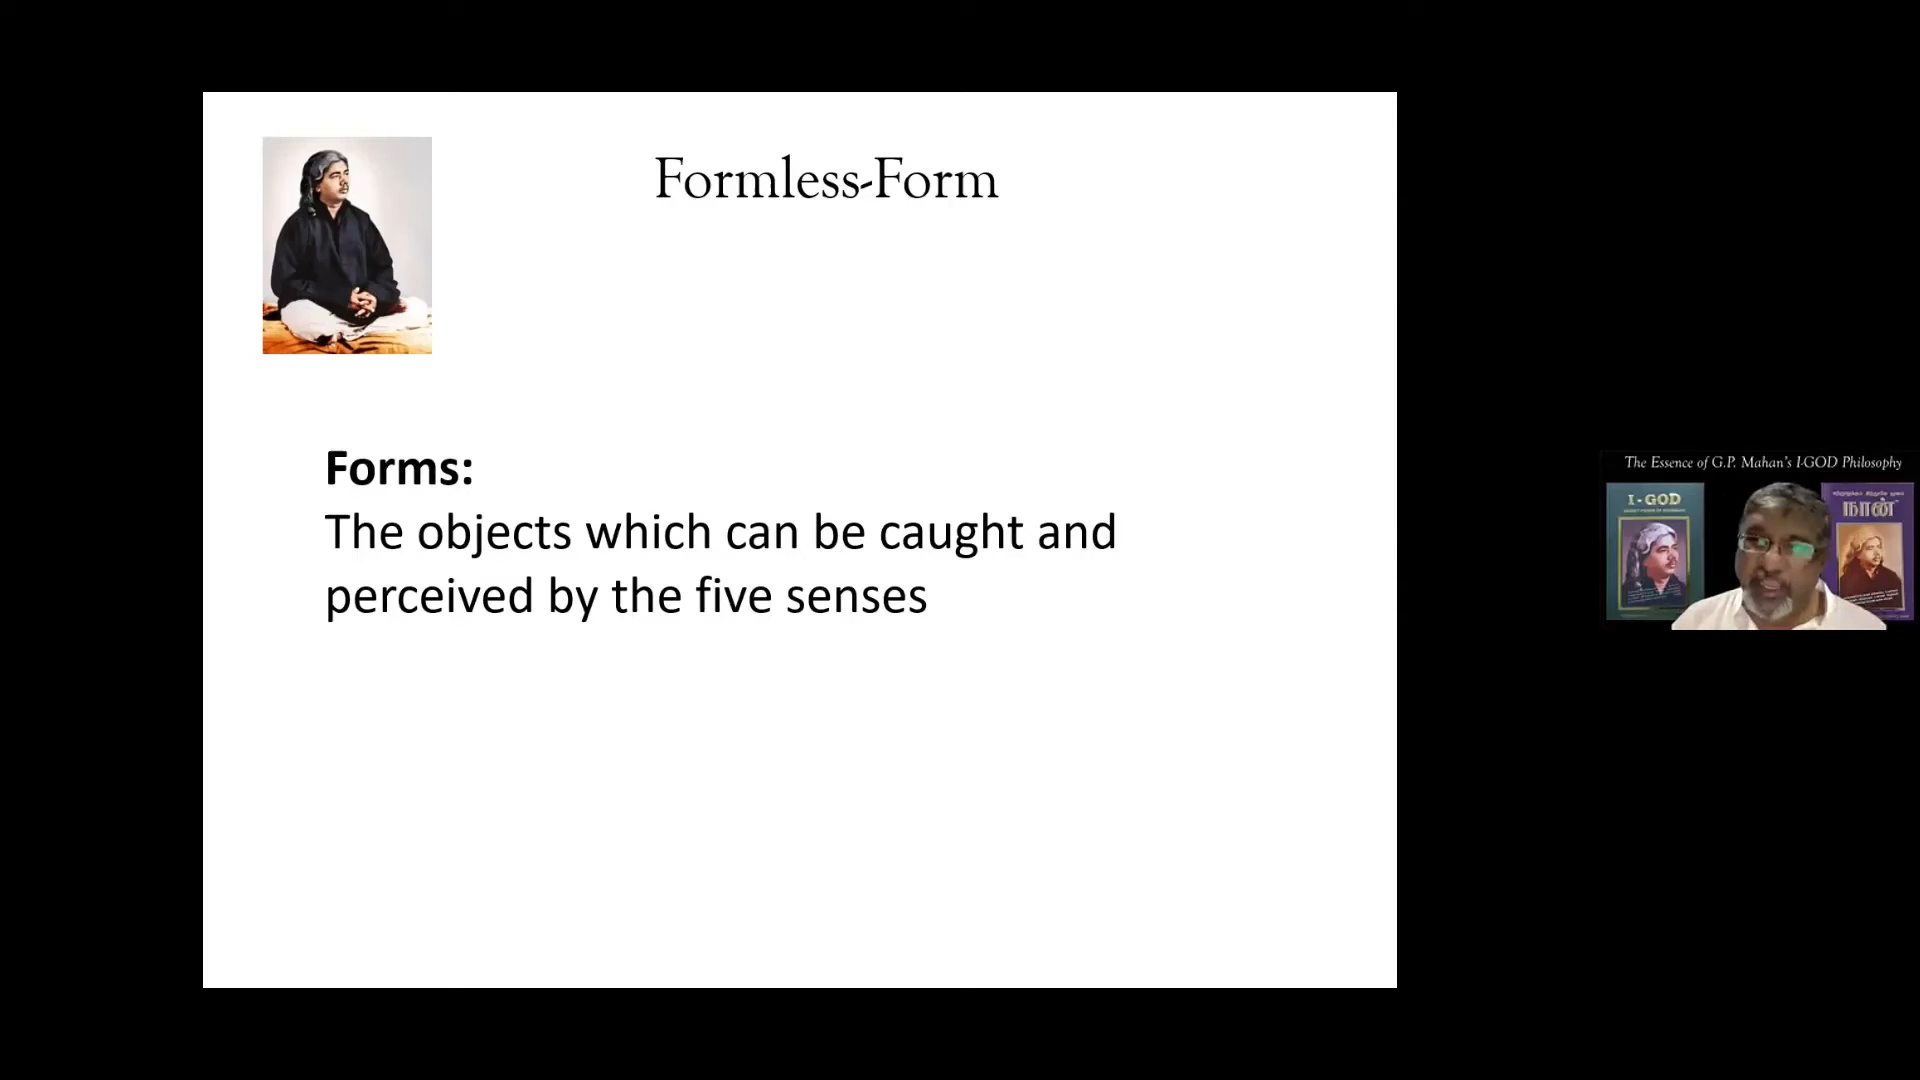 Formless-Form
Forms:
The objects which can be caught and
perceived by the five senses
The Essence of G.P. Mahan's I-GOD Philosophy
I-GOD
நான்